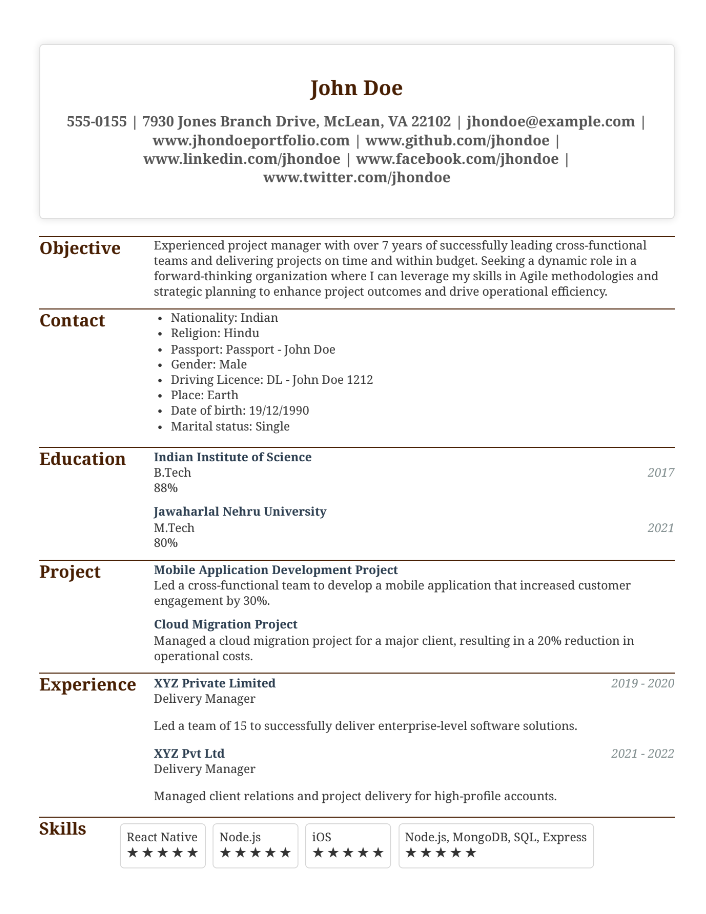 John Doe
555-0155 | 7930 Jones Branch Drive, McLean, VA 22102 | jhondoe@example.com |
www.jhondoeportfolio.com | www.github.com/jhondoe |
www.linkedin.com/jhondoe | www.facebook.com/jhondoe |
www.twitter.com/jhondoe
Objective
Experienced project manager with over 7 years of successfully leading cross-functional
teams and delivering projects on time and within budget. Seeking a dynamic role in a
forward-thinking organization where I can leverage my skills in Agile methodologies and
strategic planning to enhance project outcomes and drive operational efficiency.
Contact
• Nationality: Indian
• Religion: Hindu
• Passport: Passport - John Doe
• Gender: Male
• Driving Licence: DL - John Doe 1212
• Place: Earth
• Date of birth: 19/12/1990
• Marital status: Single
Education
Indian Institute of Science
B.Tech 2017
88%
Jawaharlal Nehru University
M.Tech 2021
80%
Project
Mobile Application Development Project
Led a cross-functional team to develop a mobile application that increased customer
engagement by 30%.
Cloud Migration Project
Managed a cloud migration project for a major client, resulting in a 20% reduction in
operational costs.
Experience
XYZ Private Limited 2019 - 2020
Delivery Manager
Led a team of 15 to successfully deliver enterprise-level software solutions.
XYZ Pvt Ltd 2021 - 2022
Delivery Manager
Managed client relations and project delivery for high-profile accounts.
Skills
React Native
★★★★★
Node.js
★★★★★
iOS
★★★★★
Node.js, MongoDB, SQL, Express
★★★★★